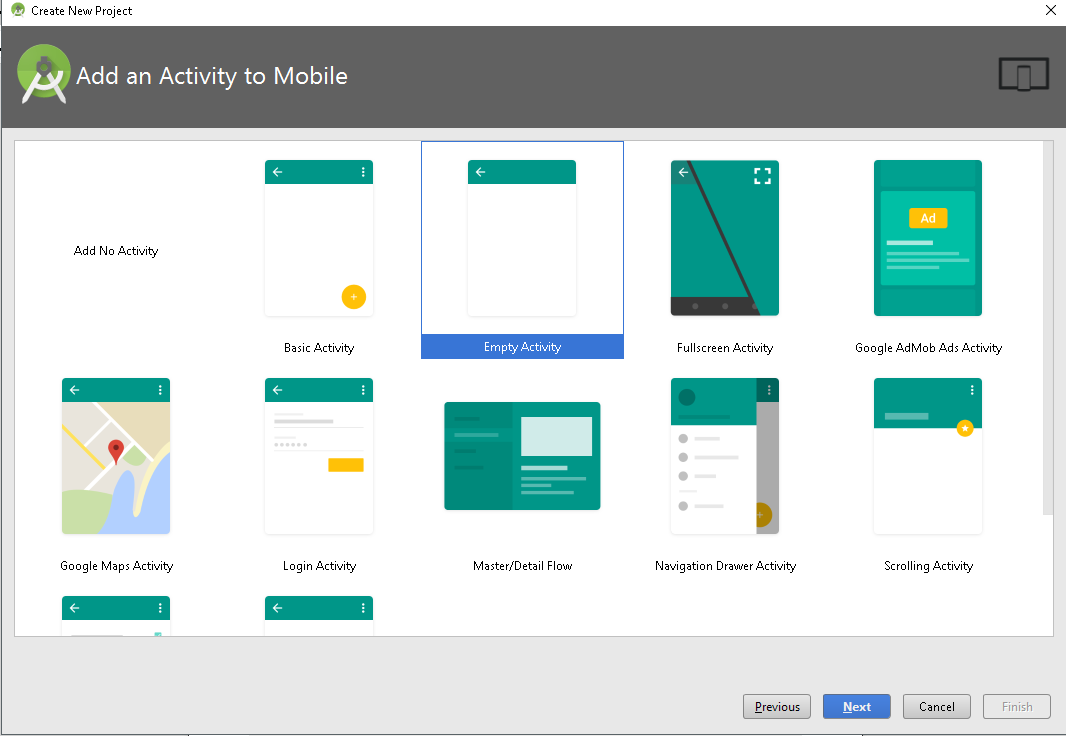 Create New Project
Add an Activity to Mobile
Add No Activity
Basic Activity
Empty Activity
Fullscreen Activity
Ad
Google AdMob Ads Activity
Google Maps Activity
Login Activity
Master/Detail Flow
Navigation Drawer Activity
Scrolling Activity
Previous
Next
Cancel
Finish